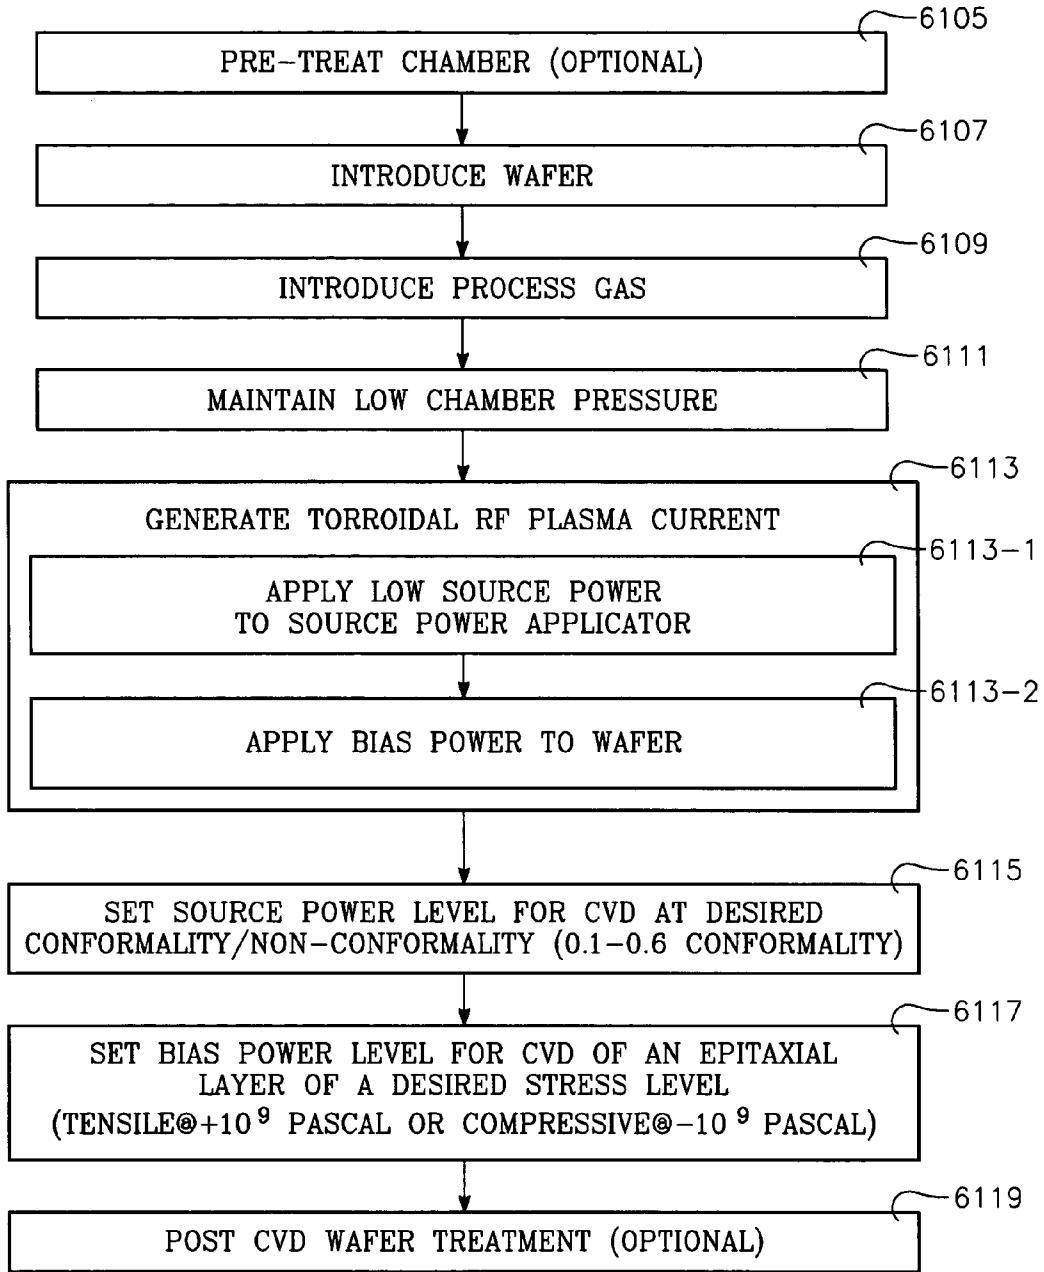 6105
PRE-TREAT CHAMBER (OPTIONAL)
6107
INTRODUCE WAFER
6109
INTRODUCE PROCESS GAS
6111
MAINTAIN LOW CHAMBER PRESSURE
6113
GENERATE TORROIDAL RF PLASMA CURRENT
6113-1
APPLY LOW SOURCE POWER
TO SOURCE POWER APPLICATOR
6113-2
APPLY BIAS POWER TO WAFER
6115
SET SOURCE POWER LEVEL FOR CVD AT DESIRED
CONFORMALITY/NON-CONFORMALITY (0.1-0.6 CONFORMALITY)
6117
SET BIAS POWER LEVEL FOR CVD OF AN EPITAXIAL
LAYER OF A DESIRED STRESS LEVEL
(TENSILE@+10⁹ PASCAL OR COMPRESSIVE@-10⁹ PASCAL)
6119
POST CVD WAFER TREATMENT (OPTIONAL)